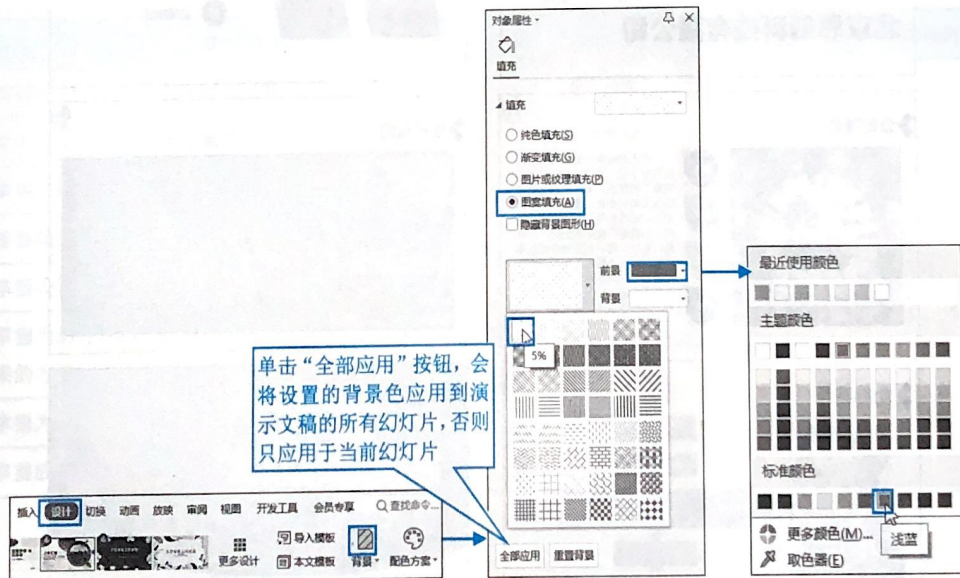 对象属性
填充
填充
纯色填充(S)
渐变填充(G)
图片或纹理填充(P)
图案填充(A)
隐藏背景图形(H)
前景
背景
5%
全部应用 重置背景
最近使用颜色
主题颜色
标准颜色
更多颜色(M)...
浅蓝
取色器(E)
单击“全部应用”按钮，会
将设置的背景色应用到演
示文稿的所有幻灯片，否则
只应用于当前幻灯片
插入 设计 切换 动画 放映 审阅 视图 开发工具 会员专享 查找命令...
更多设计 导入模板 背景 配色方案
本文模板